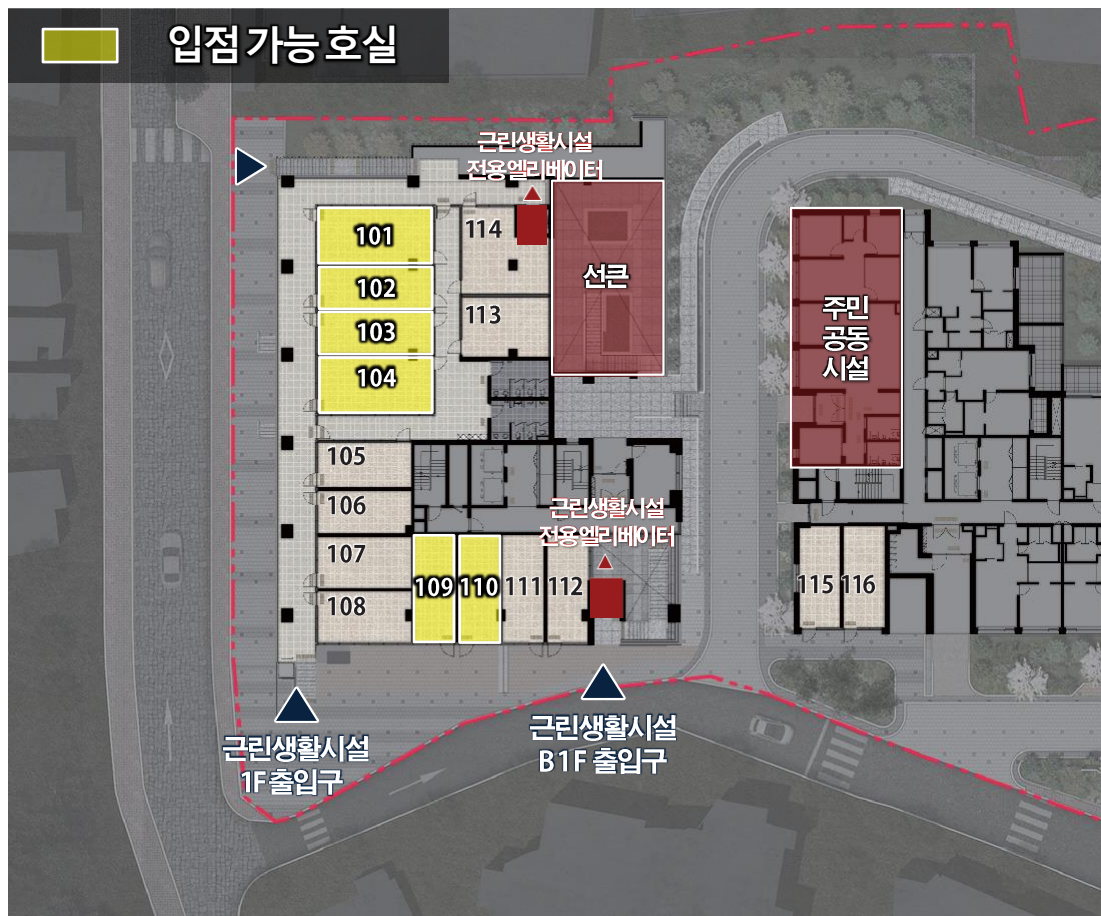 입점 가능 호실
근린생활시설
전용엘리베이터
101
114
102
선큰
103
113
주민
공동
시설
104
105
106
근린생활시설
전용엘리베이터
107
109
110
111
112
115
116
108
근린생활시설
1F 출입구
근린생활시설
B1F 출입구